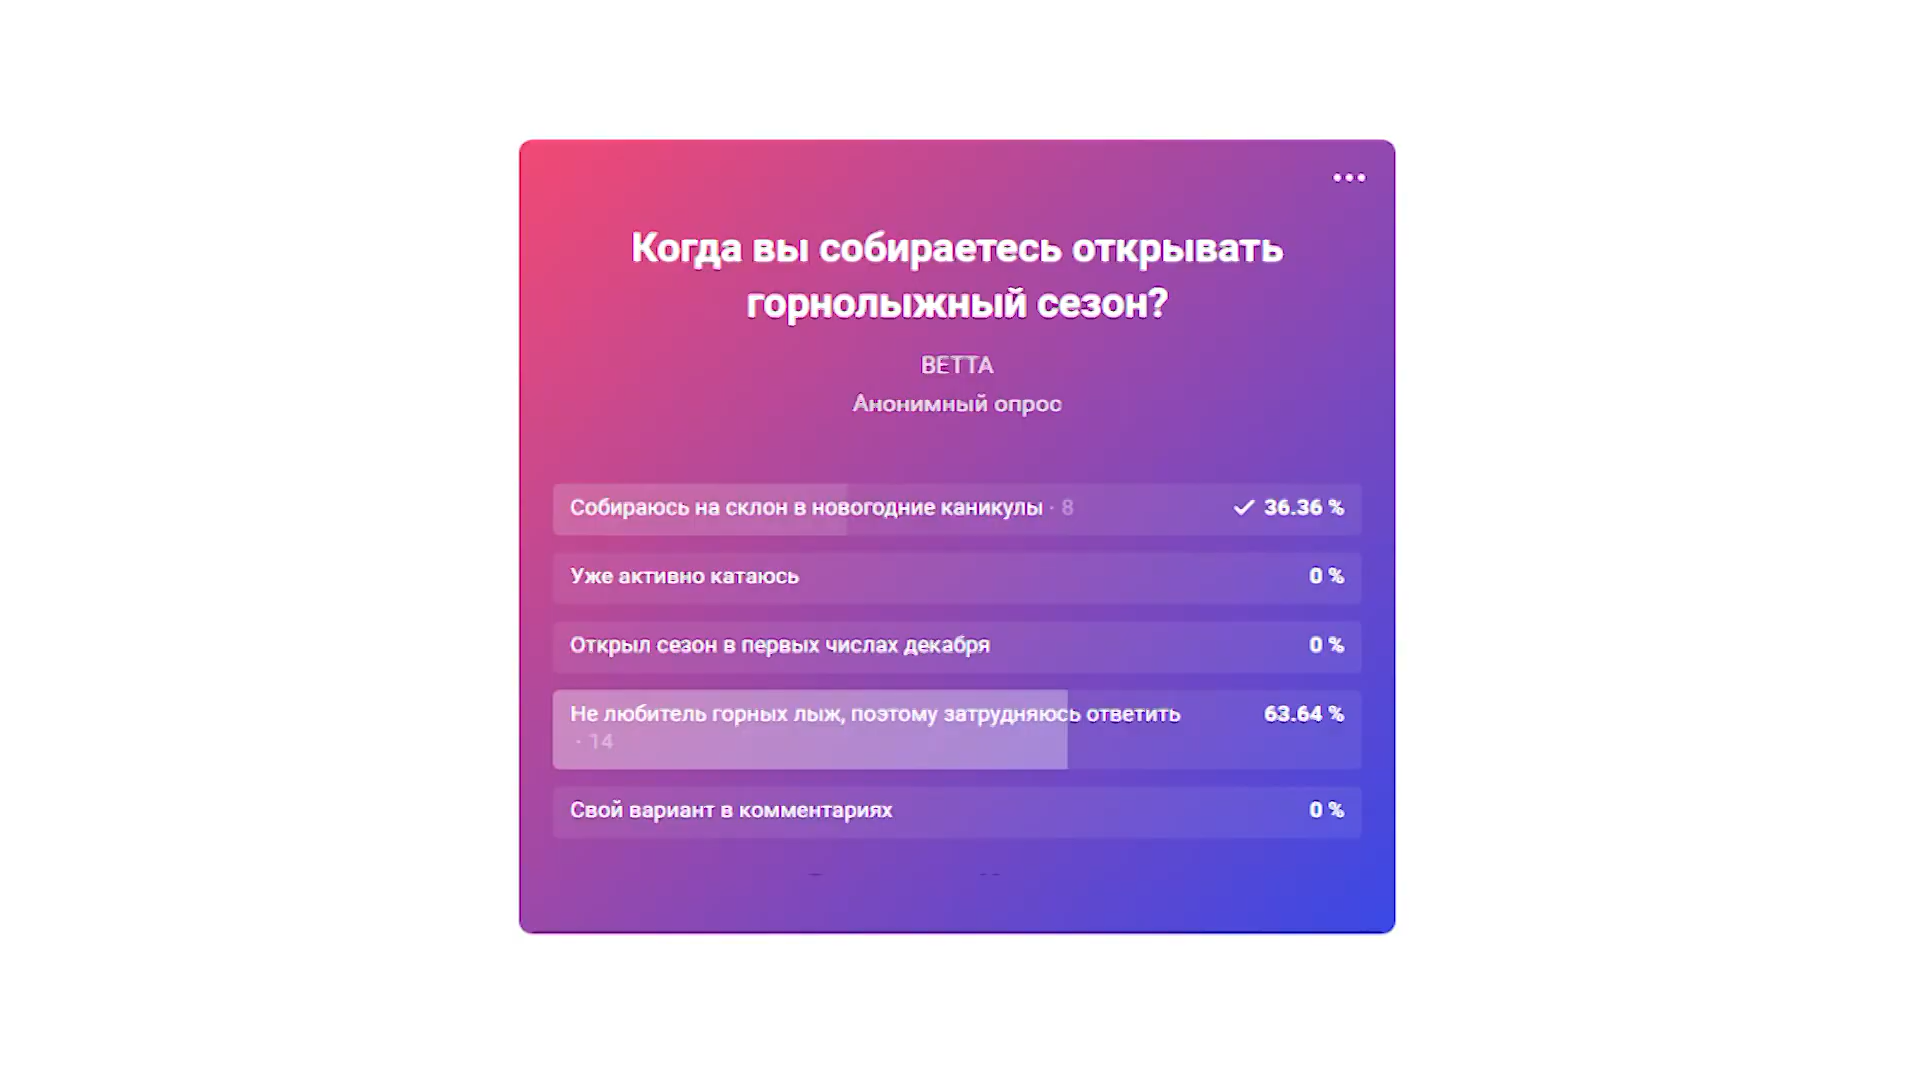 Когда вы собираетесь открывать
горнолыжный сезон?
BETTA
Анонимный опрос
Собираюсь на склон в новогодние каникулы · 8 36.36 %
Уже активно катаюсь 0 %
Открыл сезон в первых числах декабря 0 %
Не любитель горных лыж, поэтому затрудняюсь ответить 63.64 %
· 14
Свой вариант в комментариях 0 %